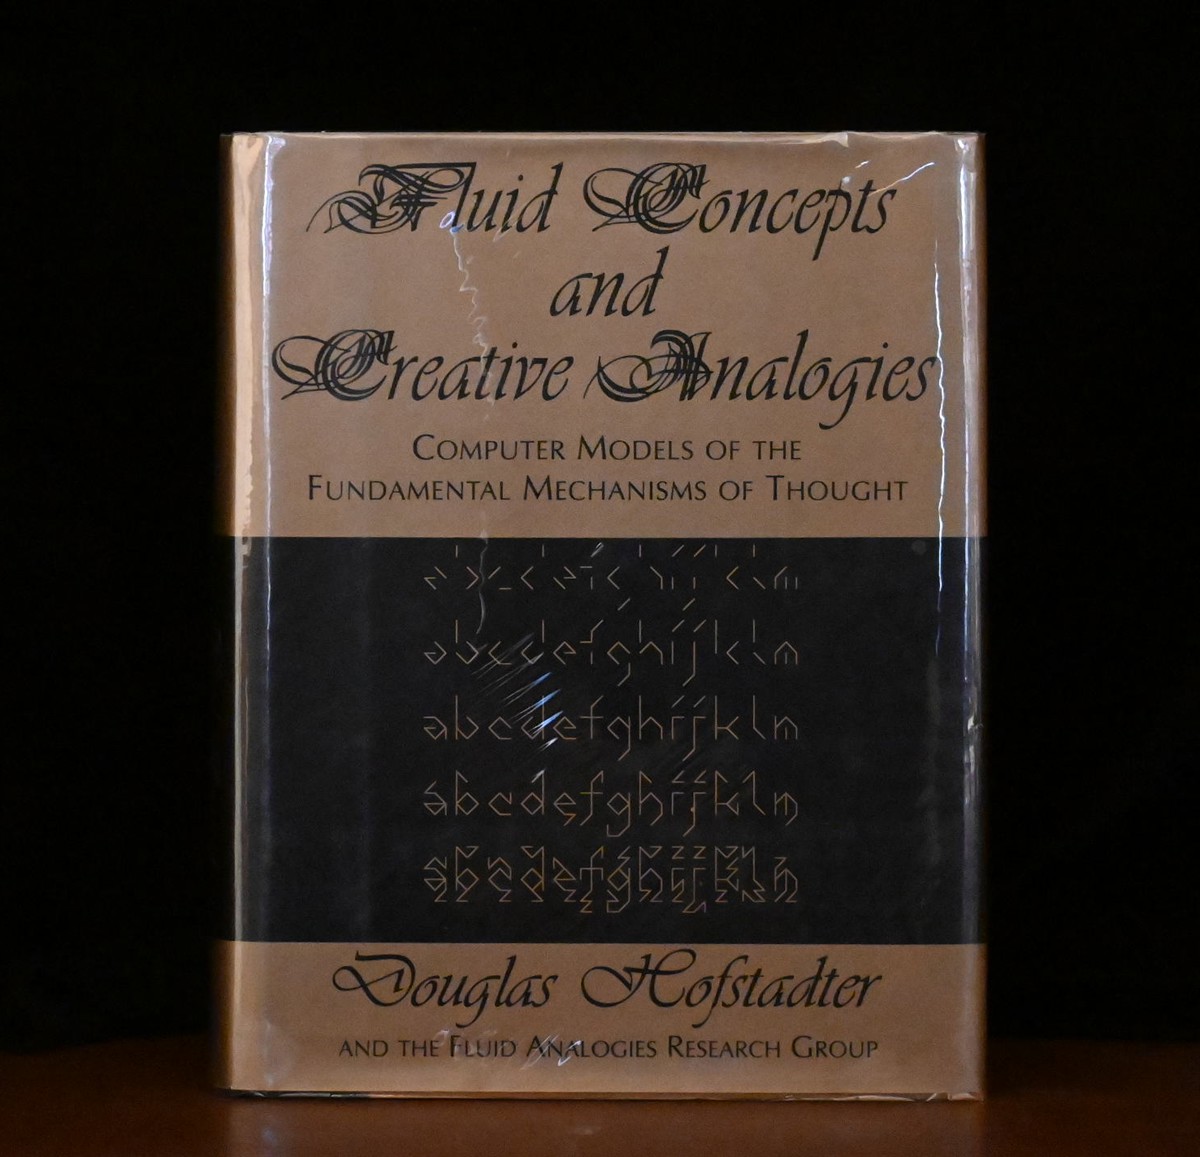 Fluid Concepts
and
Creative Analogies
COMPUTER MODELS OF THE
FUNDAMENTAL MECHANISMS OF THOUGHT
abcdefghijklm
abcdefghijklm
abcdefghijklm
abcdefghijklm
Douglas Hofstadter
AND THE FLUID ANALOGIES RESEARCH GROUP